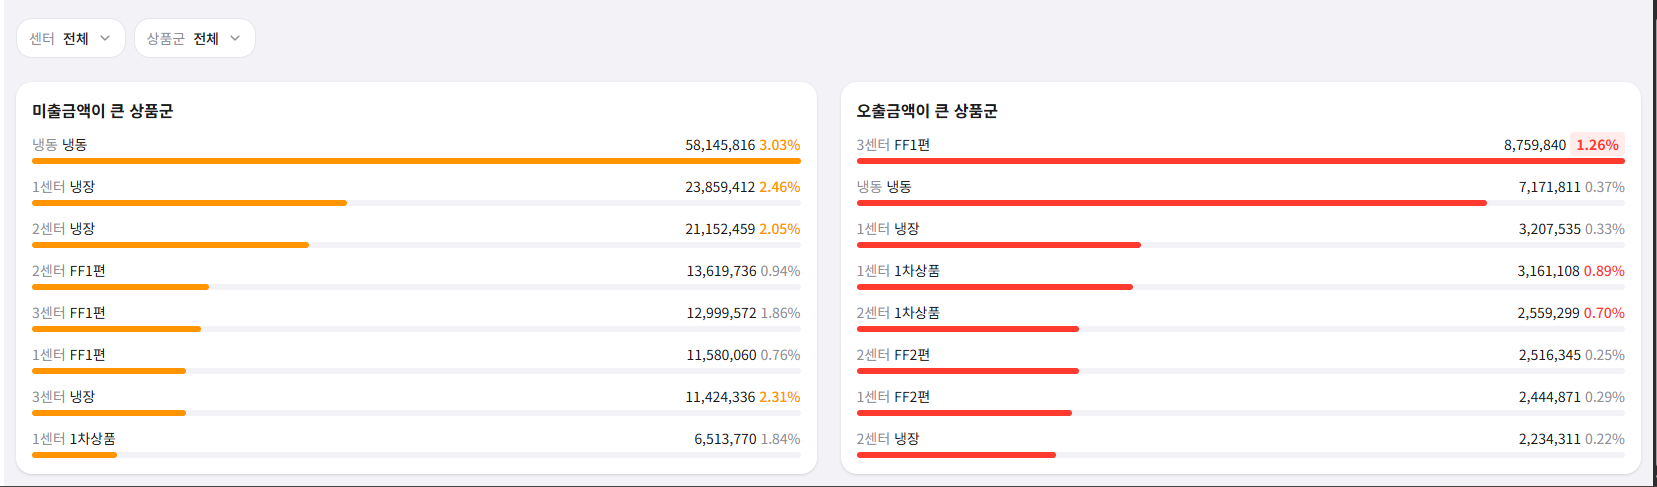 센터 전체
상품군 전체
미출금액이 큰 상품군
냉동 냉동 58,145,816 3.03%
1센터 냉장 23,859,412 2.46%
2센터 냉장 21,152,459 2.05%
2센터 FF1편 13,619,736 0.94%
3센터 FF1편 12,999,572 1.86%
1센터 FF1편 11,580,060 0.76%
3센터 냉장 11,424,336 2.31%
1센터 1차상품 6,513,770 1.84%
오출금액이 큰 상품군
3센터 FF1편 8,759,840 1.26%
냉동 냉동 7,171,811 0.37%
1센터 냉장 3,207,535 0.33%
1센터 1차상품 3,161,108 0.89%
2센터 1차상품 2,559,299 0.70%
2센터 FF2편 2,516,345 0.25%
1센터 FF2편 2,444,871 0.29%
2센터 냉장 2,234,311 0.22%